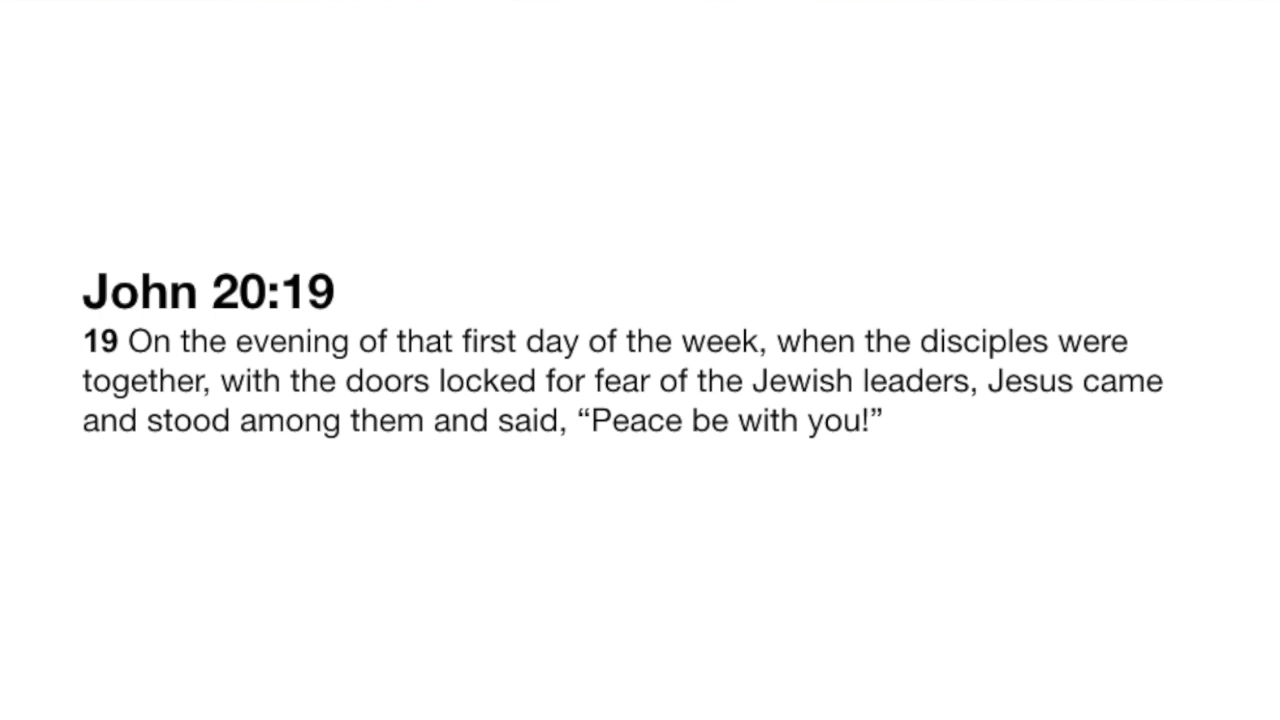 John 20:19
19 On the evening of that first day of the week, when the disciples were
together, with the doors locked for fear of the Jewish leaders, Jesus came
and stood among them and said, “Peace be with you!”